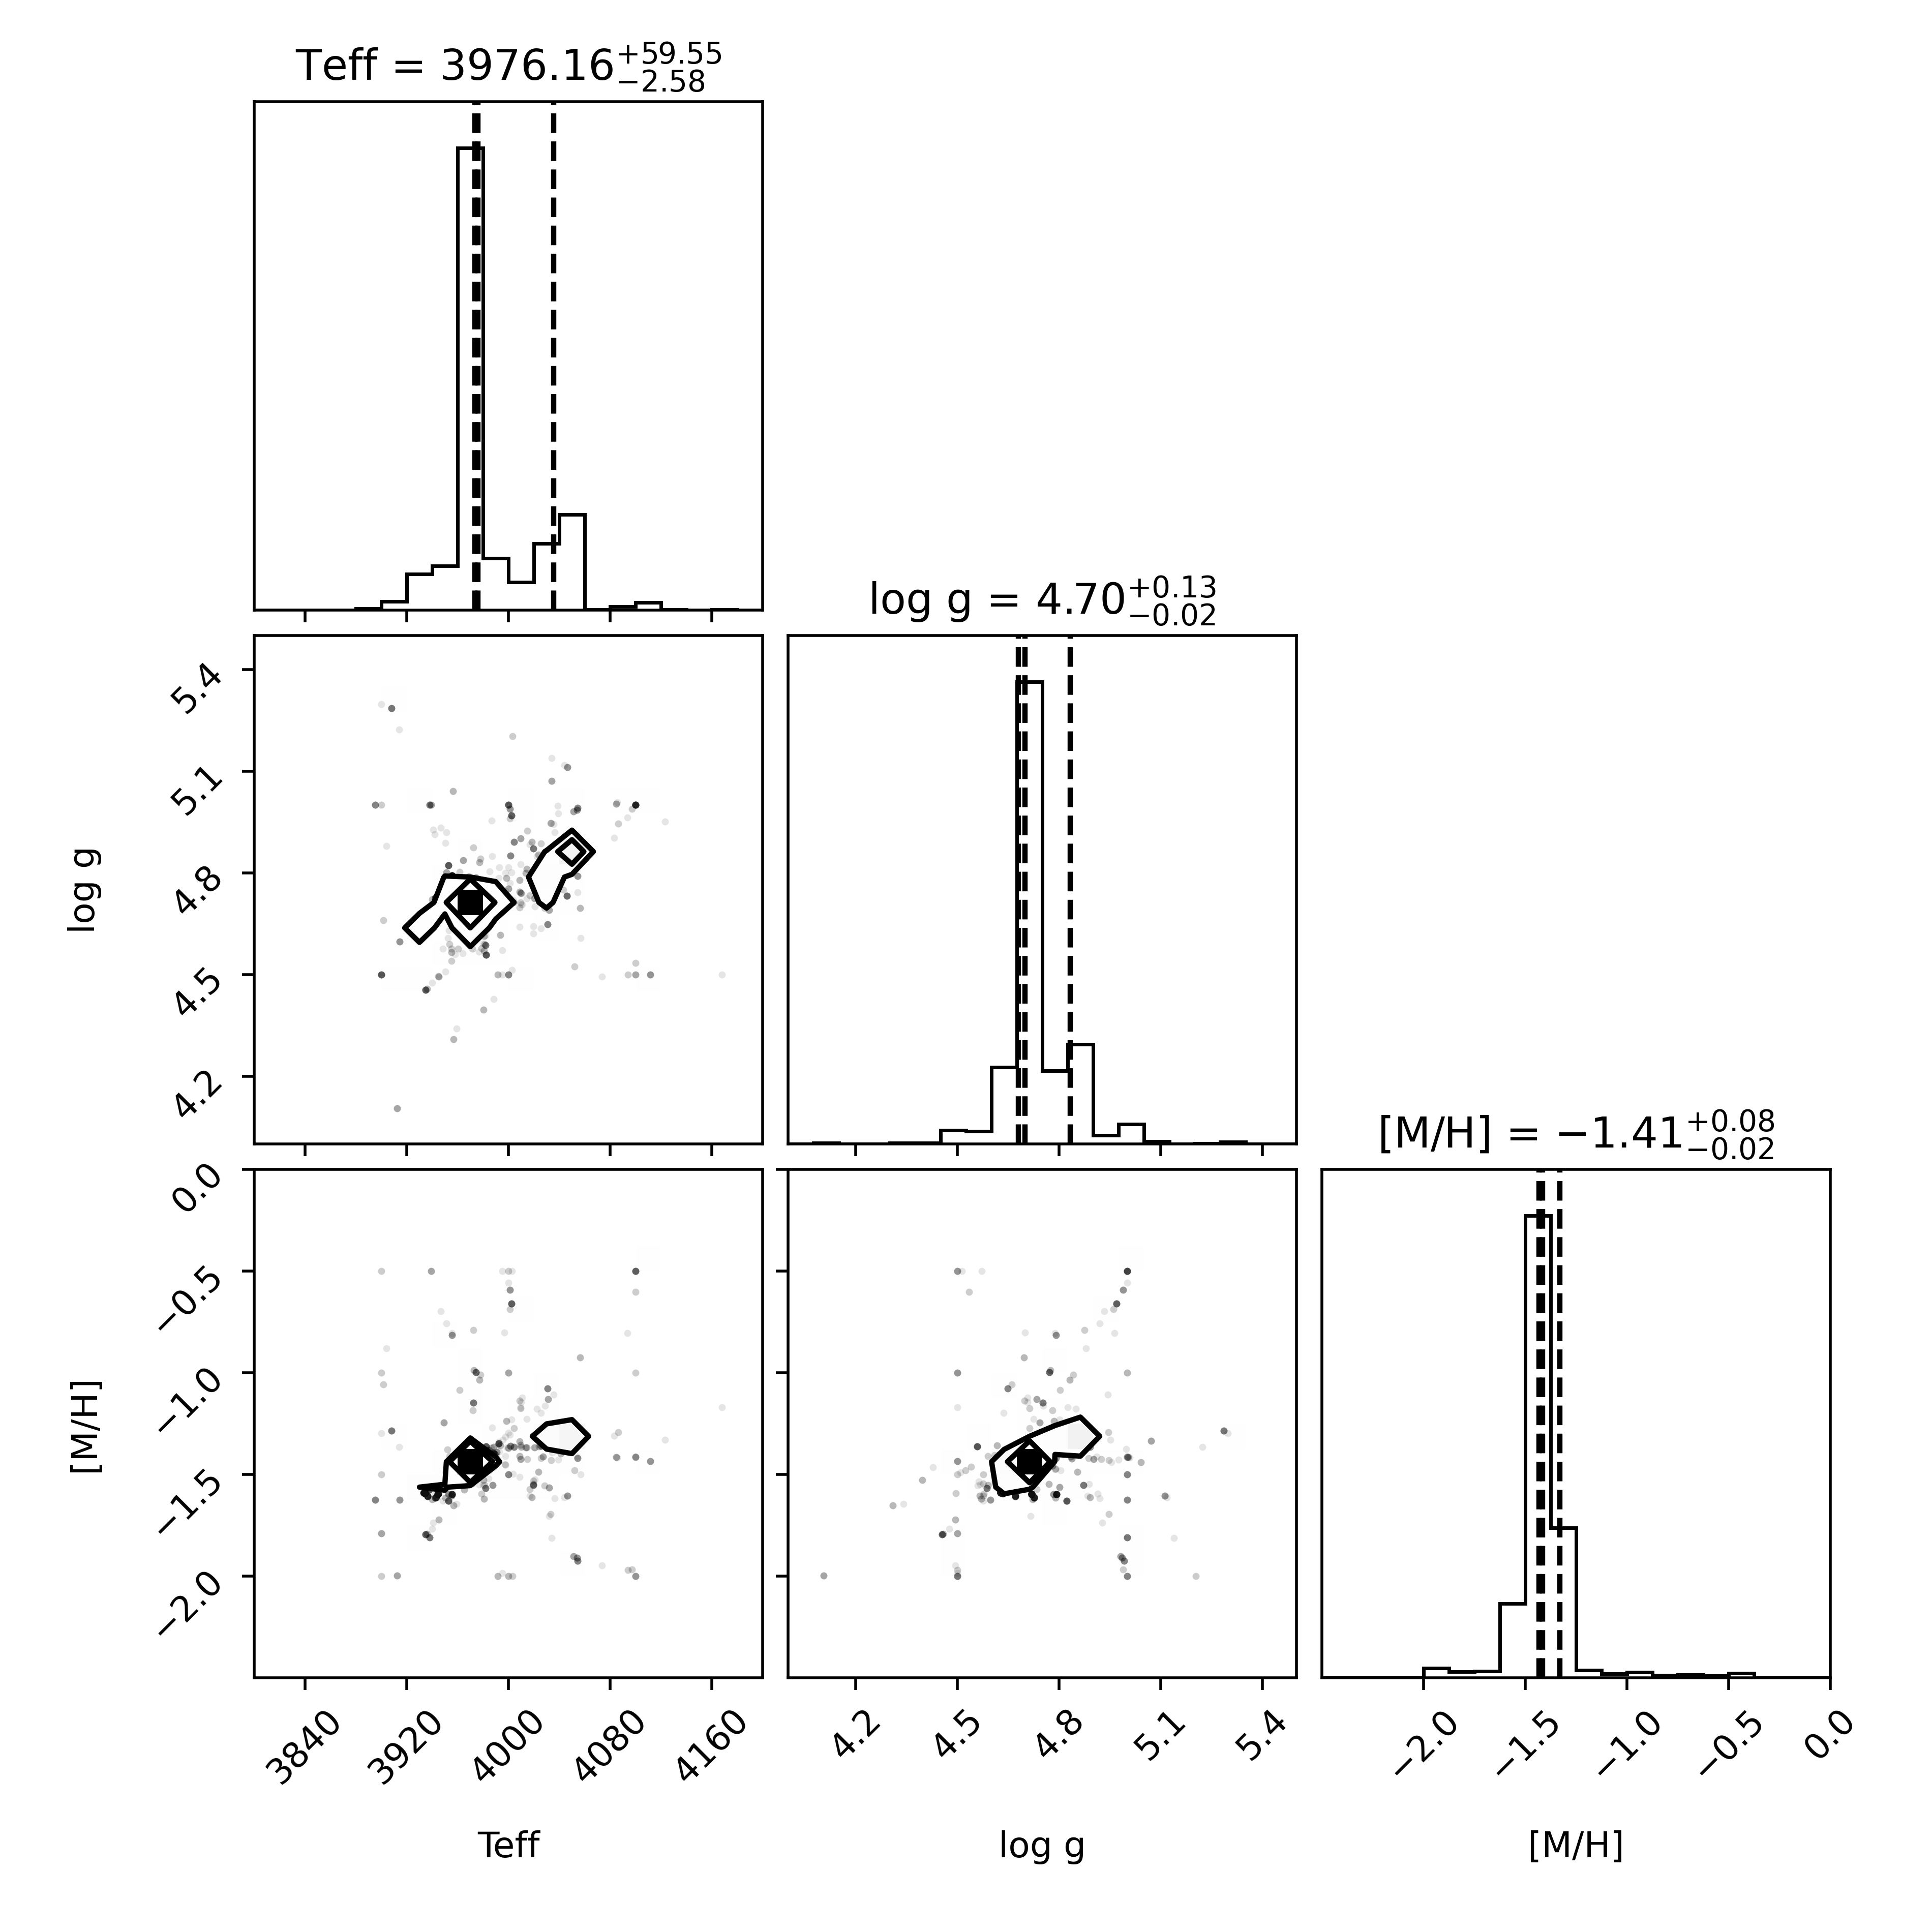 Teff = 3976.16 +59.55 −2.58
log g = 4.70 +0.13 −0.02
[M/H] = −1.41 +0.08 −0.02
5.4
5.1
4.8
4.5
4.2
log g
0.0
−0.5
−1.0
−1.5
−2.0
[M/H]
3840 3920 4000 4080 4160
4.2 4.5 4.8 5.1 5.4
−2.0 −1.5 −1.0 −0.5 0.0
Teff
log g
[M/H]